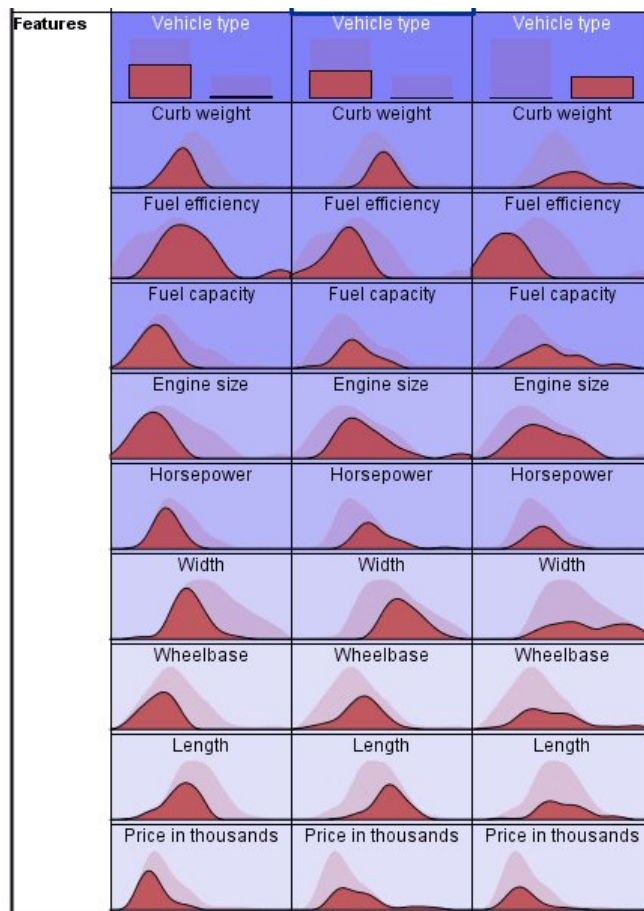 Features Vehicle type Vehicle type Vehicle type
Curb weight Curb weight Curb weight
Fuel efficiency Fuel efficiency Fuel efficiency
Fuel capacity Fuel capacity Fuel capacity
Engine size Engine size Engine size
Horsepower Horsepower Horsepower
Width Width Width
Wheelbase Wheelbase Wheelbase
Length Length Length
Price in thousands Price in thousands Price in thousands